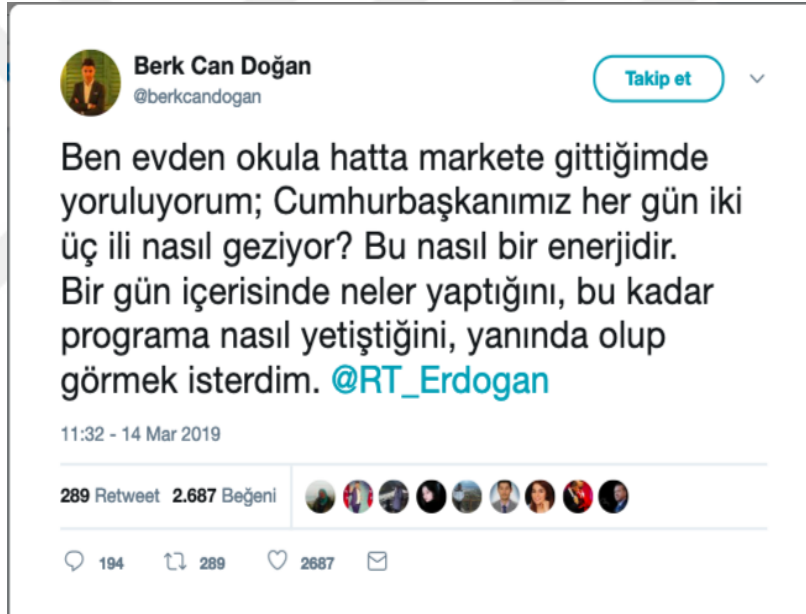 Berk Can Doğan
@berkcandogan
Takip et
Ben evden okula hatta markete gittiğimde
yoruluyorum; Cumhurbaşkanımız her gün iki
üç ili nasıl geziyor? Bu nasıl bir enerjidir.
Bir gün içerisinde neler yaptığını, bu kadar
programa nasıl yetiştiğini, yanında olup
görmek isterdim. @RT_Erdogan
11:32 - 14 Mar 2019
289 Retweet 2.687 Beğeni
194 289 2687